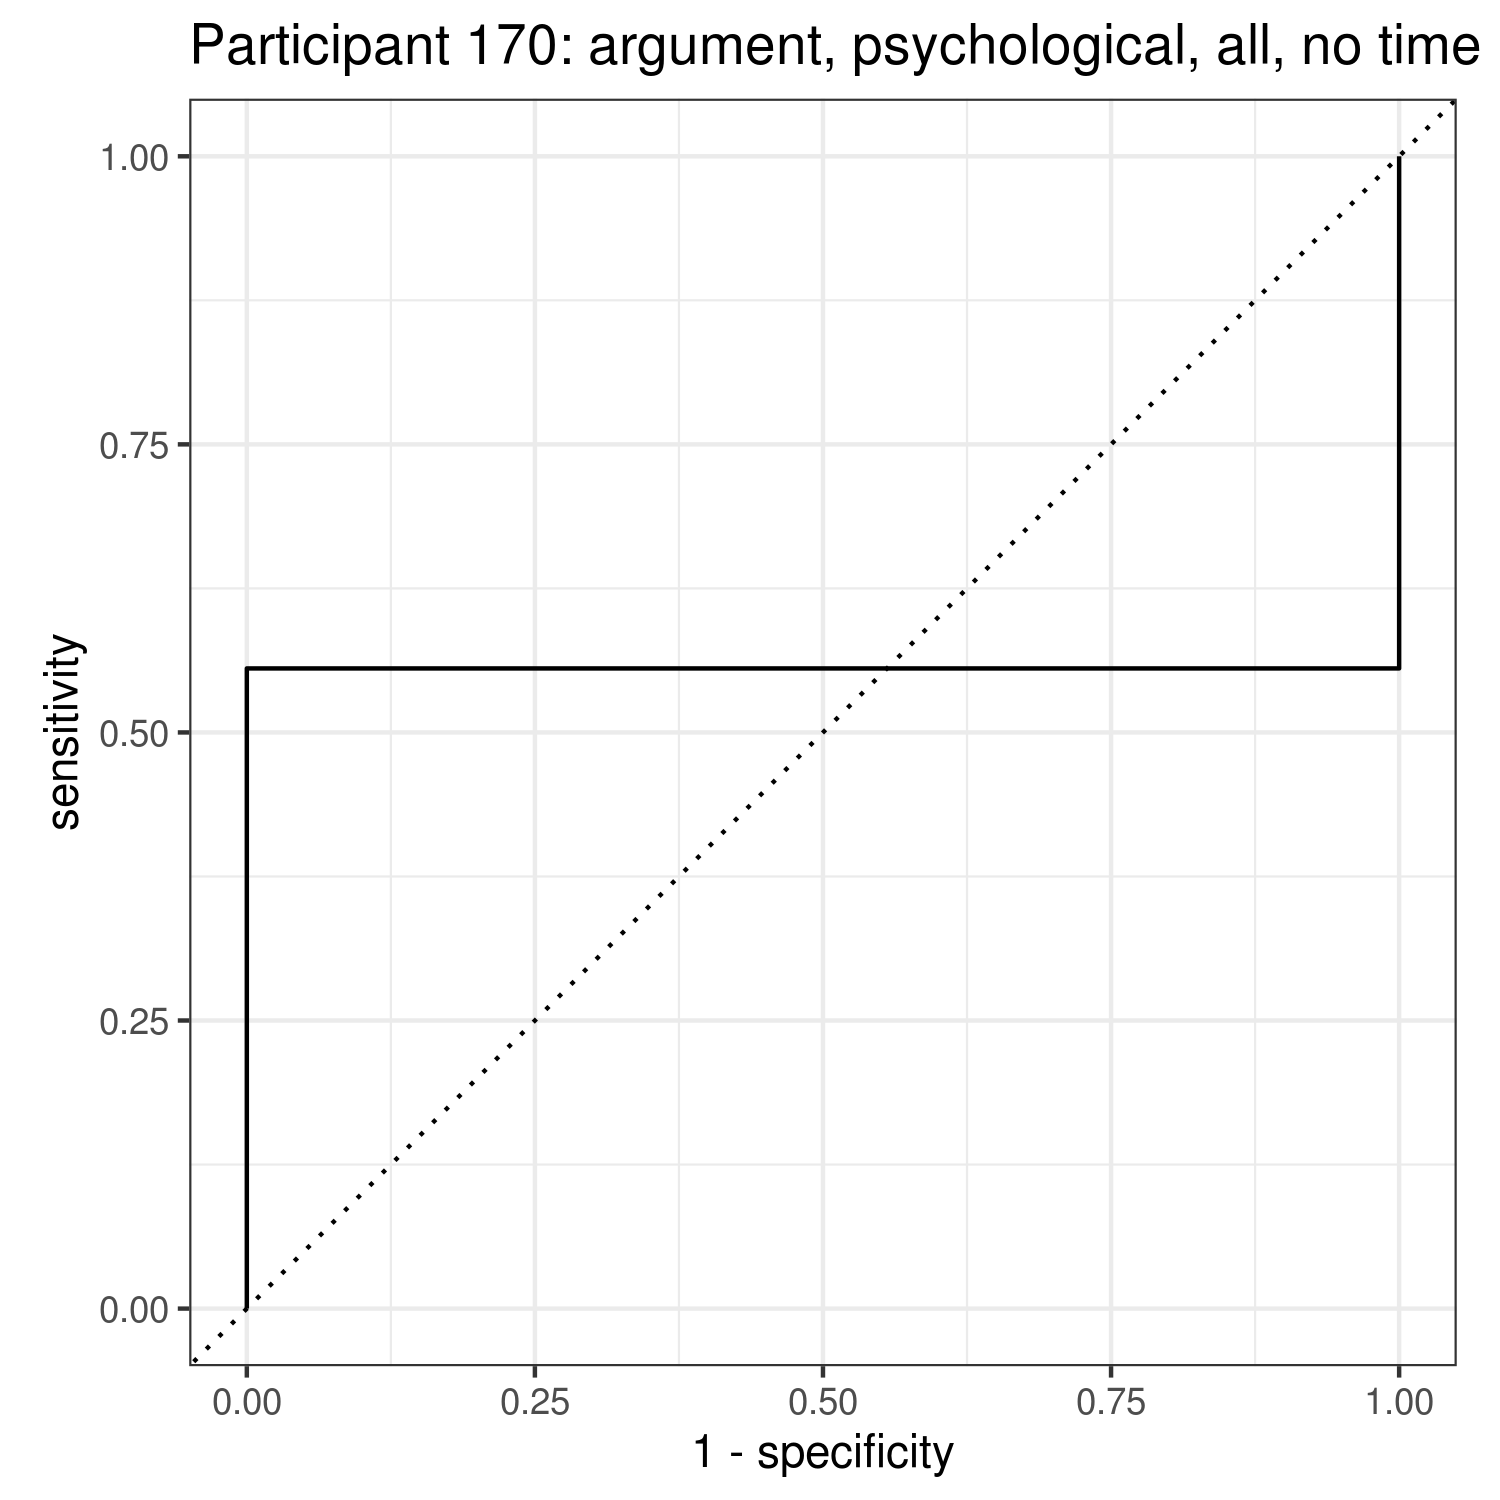 Participant 170: argument, psychological, all, no time
1.00
0.75
0.50
0.25
0.00
sensitivity
0.00 0.25 0.50 0.75 1.00
1 - specificity